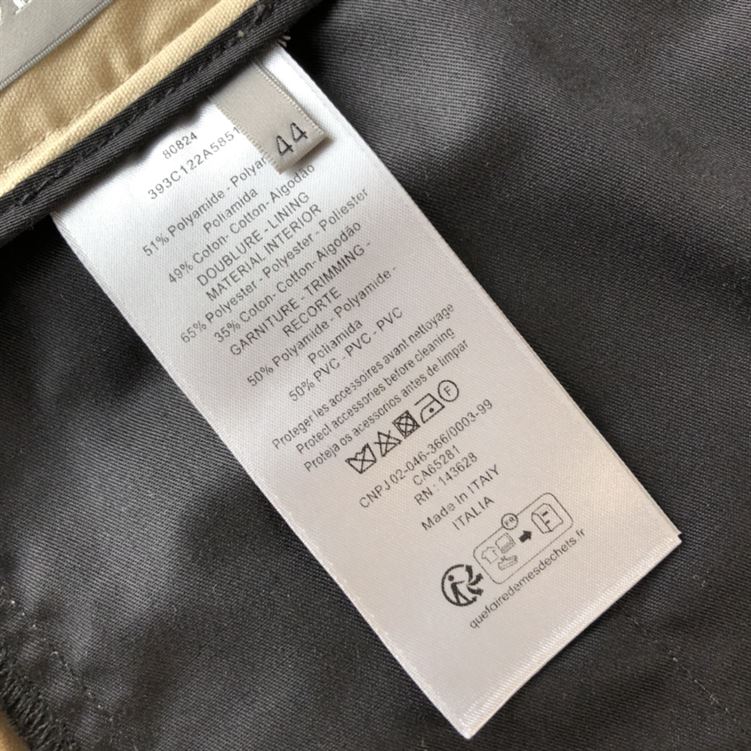 44
80824
393C122A5851
51% Polyamide - Polyam
Poliamida
49% Coton- Cotton- Algodão
DOUBLURE - LINING
MATERIAL INTERIOR
65% Polyester - Polyester - Poliester
35% Coton- Cotton- Algodão
GARNITURE - TRIMMING -
RECORTE
50% Polyamide - Polyamide -
Poliamida
50% PVC - PVC - PVC
Proteger les accessoires avant nettoyage
Protect accessories before cleaning
Proteja os acessorios antes de limpar
F
CNPJ 02-046-366/0003-99
CA65281
RN : 143628
Made in ITAlY
ITALIA
FR
quefairedemesdechets.fr